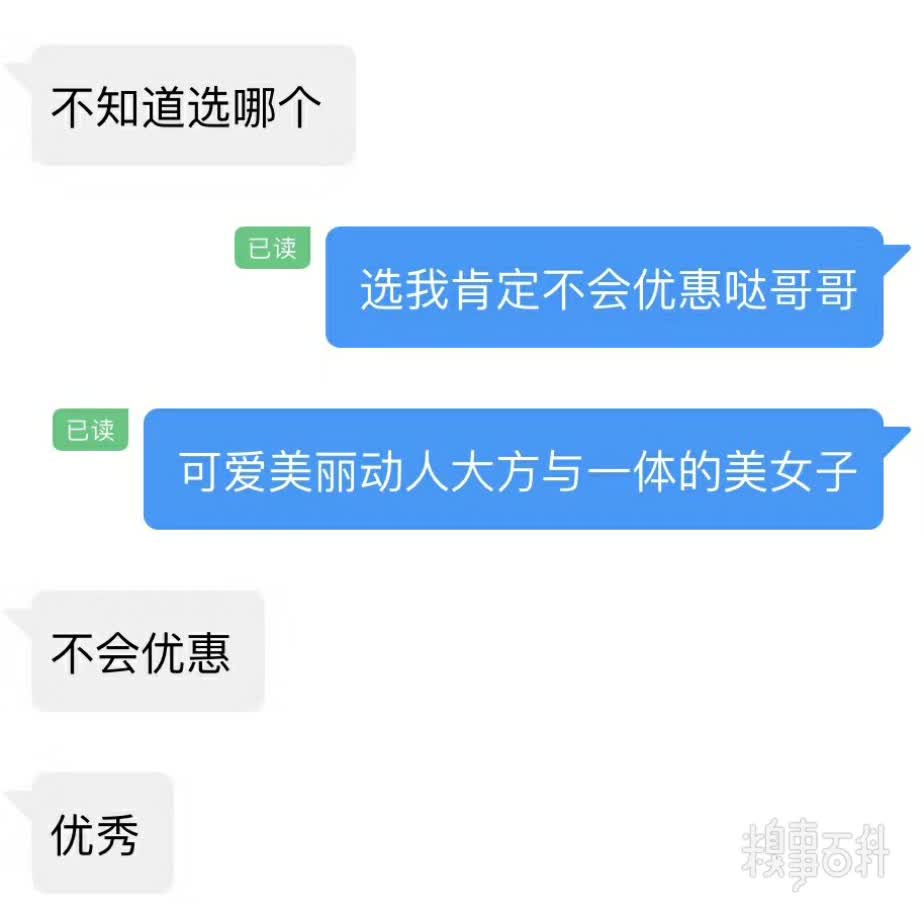 不知道选哪个
已读
选我肯定不会优惠哒哥哥
已读
可爱美丽动人大方与一体的美女子
不会优惠
优秀
糗事百科